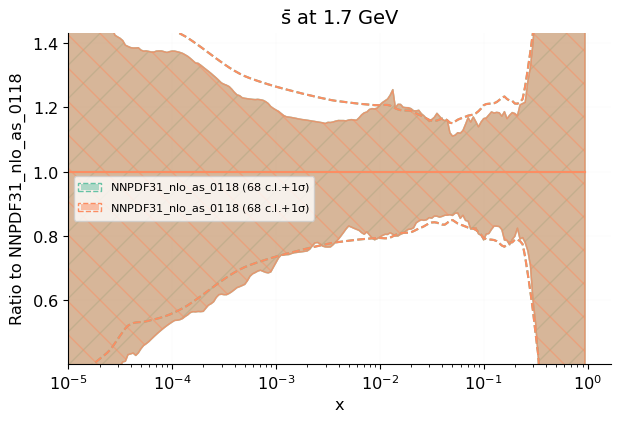 s̄ at 1.7 GeV
Ratio to NNPDF31_nlo_as_0118
1.4
1.2
1.0
0.8
0.6
NNPDF31_nlo_as_0118 (68 c.l.+1σ)
NNPDF31_nlo_as_0118 (68 c.l.+1σ)
10⁻⁵ 10⁻⁴ 10⁻³ 10⁻² 10⁻¹ 10⁰
x